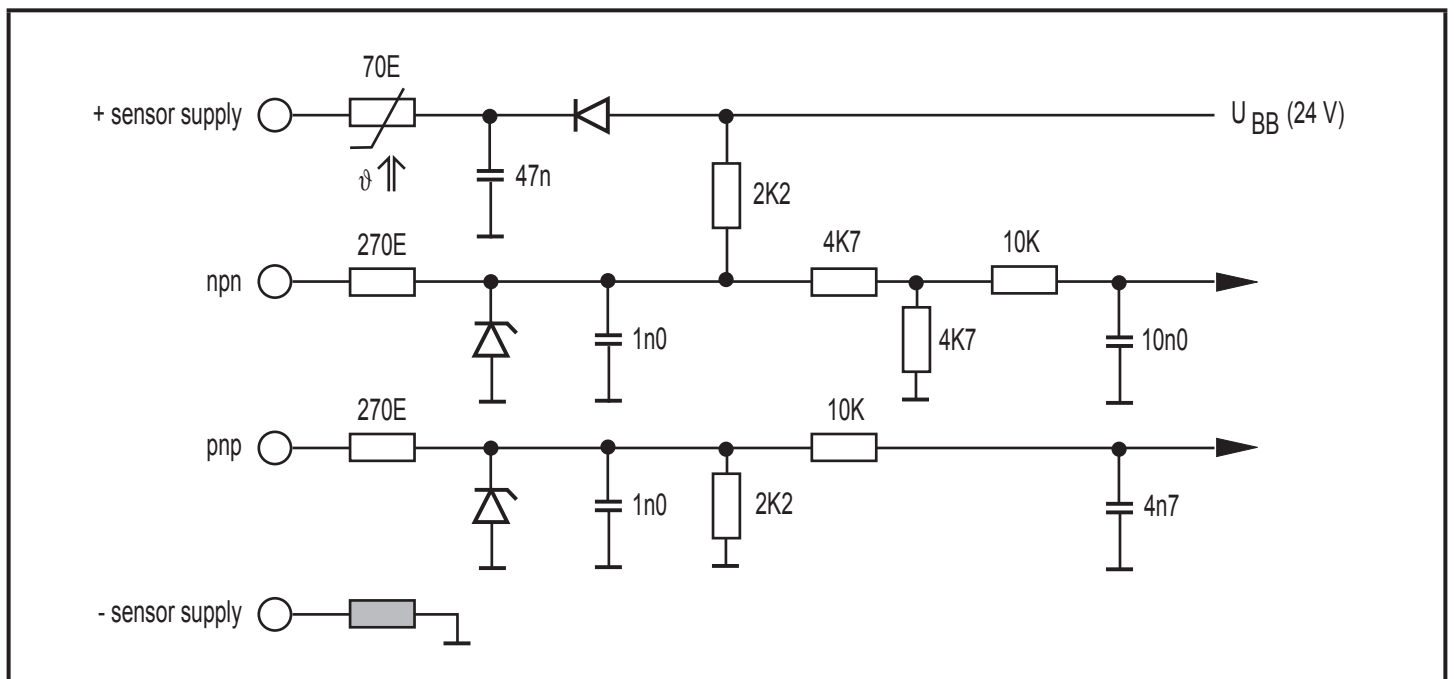 70E
+ sensor supply
U BB (24 V)
ϑ
47n
2K2
270E
4K7
10K
npn
1n0
4K7
10n0
270E
10K
pnp
1n0
2K2
4n7
- sensor supply